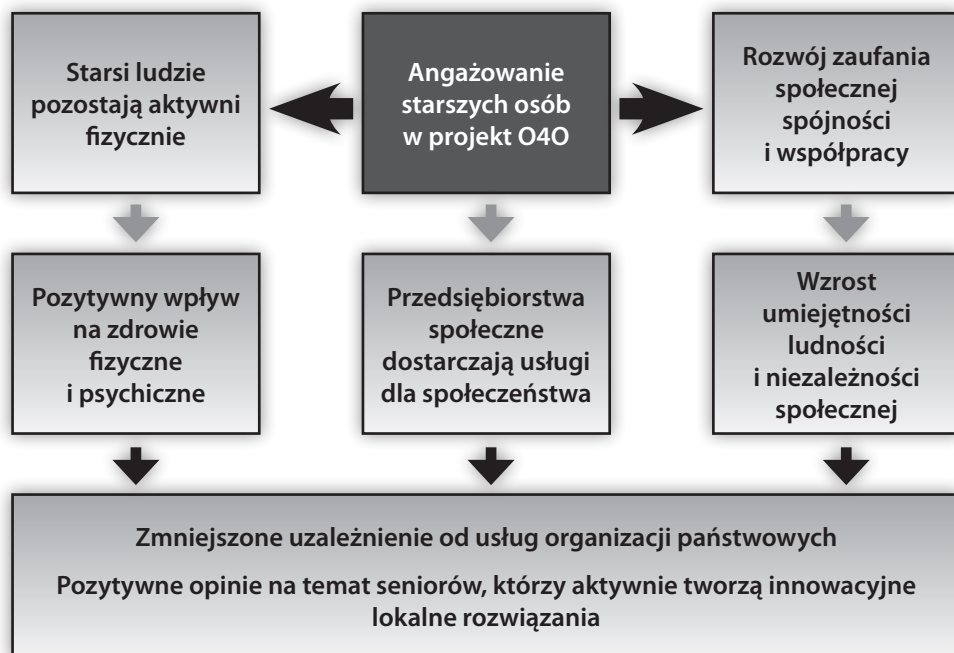 Starsi ludzie
pozostają aktywni
fizycznie
Angażowanie
starszych osób
w projekt O4O
Rozwój zaufania
społecznej
spójności
i współpracy
Pozytywny wpływ
na zdrowie
fizyczne
i psychiczne
Przedsiębiorstwa
społeczne
dostarczają usługi
dla społeczeństwa
Wzrost
umiejętności
ludności
i niezależności
społecznej
Zmniejszone uzależnienie od usług organizacji państwowych
Pozytywne opinie na temat seniorów, którzy aktywnie tworzą innowacyjne
lokalne rozwiązania